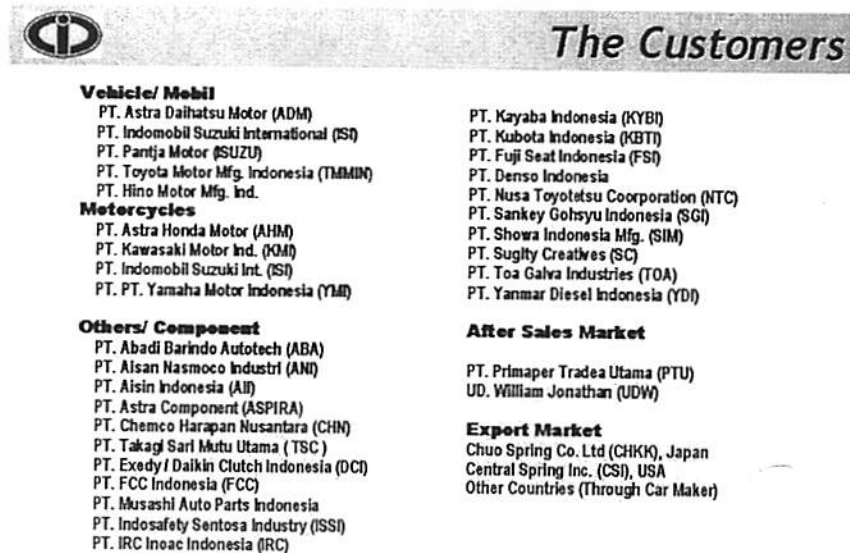 The Customers
Vehicle/ Mobil
PT. Astra Daihatsu Motor (ADM)
PT. Indomobil Suzuki International (ISI)
PT. Pantja Motor (ISUZU)
PT. Toyota Motor Mfg. Indonesia (TMMIN)
PT. Hino Motor Mfg. Ind.
Motorcycles
PT. Astra Honda Motor (AHM)
PT. Kawasaki Motor Ind. (KMI)
PT. Indomobil Suzuki Int. (ISI)
PT. PT. Yamaha Motor Indonesia (YMI)
Others/ Component
PT. Abadi Barindo Autotech (ABA)
PT. Aisan Nasmoco Industri (ANI)
PT. Aisin Indonesia (AII)
PT. Astra Component (ASPIRA)
PT. Chemco Harapan Nusantara (CHN)
PT. Takagi Sari Mutu Utama ( TSC )
PT. Exedy / Daikin Clutch Indonesia (DCI)
PT. FCC Indonesia (FCC)
PT. Musashi Auto Parts Indonesia
PT. Indosafety Sentosa Industry (ISSI)
PT. IRC Inoac Indonesia (IRC)
PT. Kayaba Indonesia (KYBI)
PT. Kubota Indonesia (KBTI)
PT. Fuji Seat Indonesia (FSI)
PT. Denso Indonesia
PT. Nusa Toyotetsu Coorporation (NTC)
PT. Sankey Gohsyu Indonesia (SGI)
PT. Showa Indonesia Mfg. (SIM)
PT. Sugity Creatives (SC)
PT. Toa Galva Industries (TOA)
PT. Yanmar Diesel Indonesia (YDI)
After Sales Market
PT. Primaper Tradea Utama (PTU)
UD. William Jonathan (UDW)
Export Market
Chuo Spring Co. Ltd (CHKK), Japan
Central Spring Inc. (CSI), USA
Other Countries (Through Car Maker)